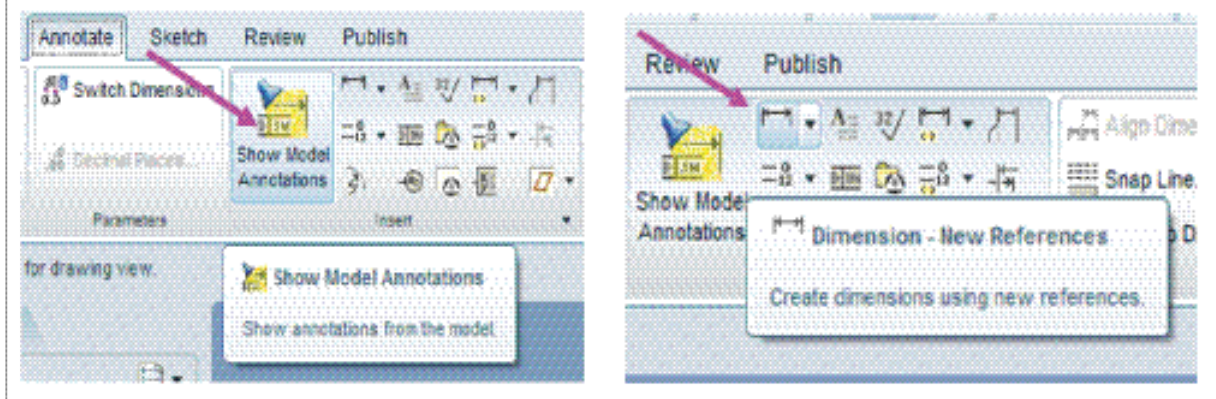 Annotate Sketch Review Publish
Switch Dimensions
Decimal Places...
Show Model
Annotations
Parameters
Insert
for drawing view.
Show Model Annotations
Show annotations from the model
Review Publish
Align Dime
Show Model
Annotations
Snap Line
D
Dimension - New References
Create dimensions using new references.